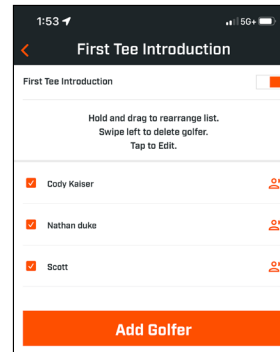 1:53
5G+
First Tee Introduction
First Tee Introduction
Hold and drag to rearrange list.
Swipe left to delete golfer.
Tap to Edit.
Cody Kaiser
Nathan duke
Scott
Add Golfer